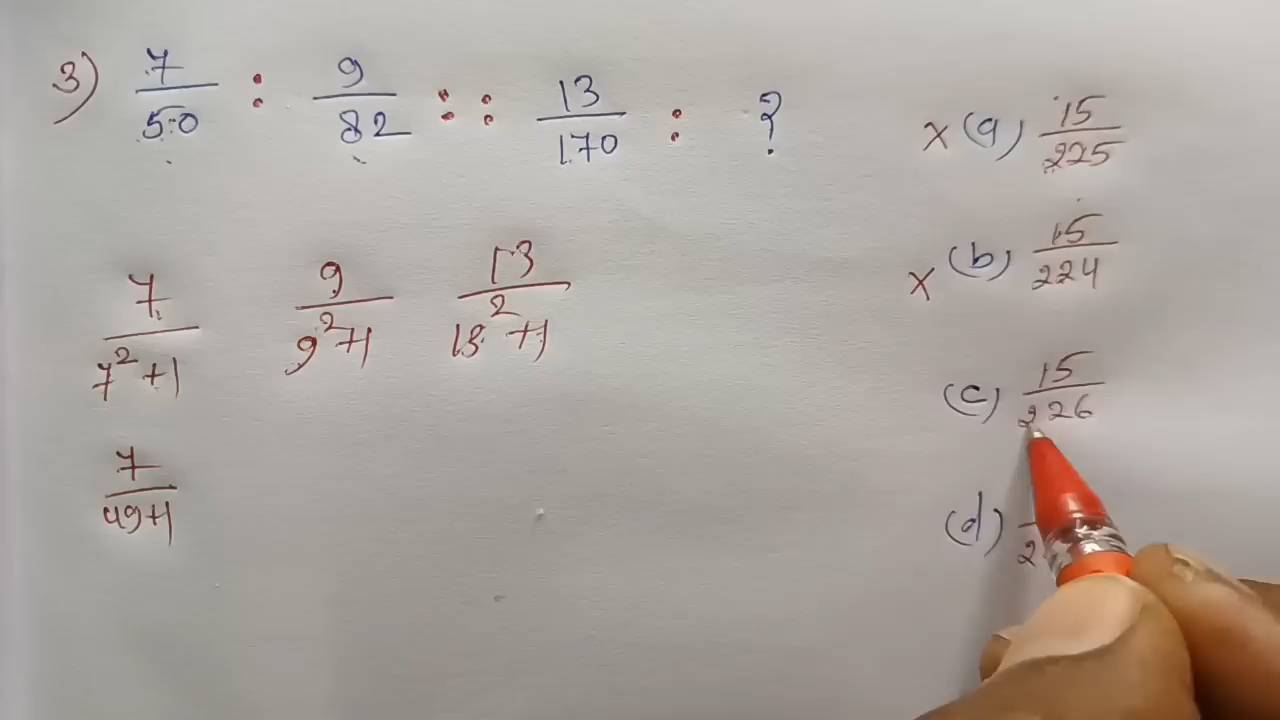 3) 7/50 : 9/82 :: 13/170 : ?
x (a) 15/225
x (b) 15/224
(c) 15/226
(d) 2
7/7²+1 9/9²+1 13/13²+1
7/49+1